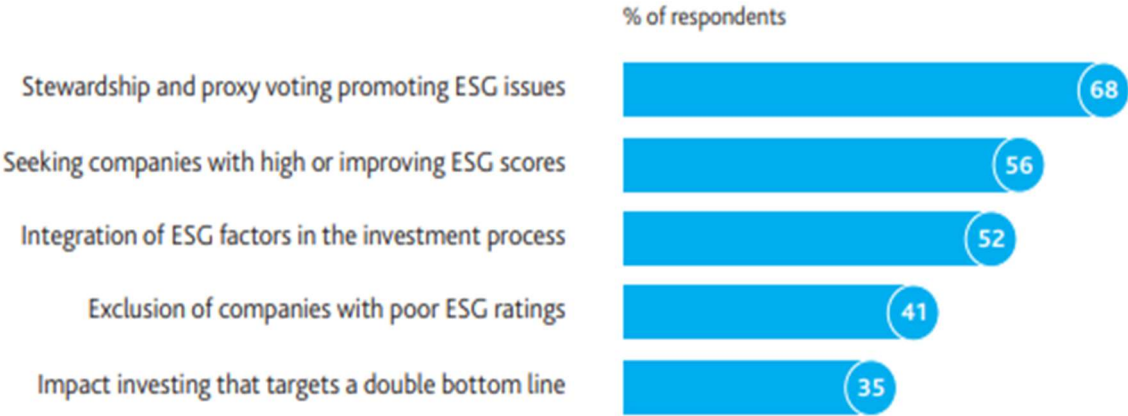 % of respondents
Stewardship and proxy voting promoting ESG issues 68
Seeking companies with high or improving ESG scores 56
Integration of ESG factors in the investment process 52
Exclusion of companies with poor ESG ratings 41
Impact investing that targets a double bottom line 35